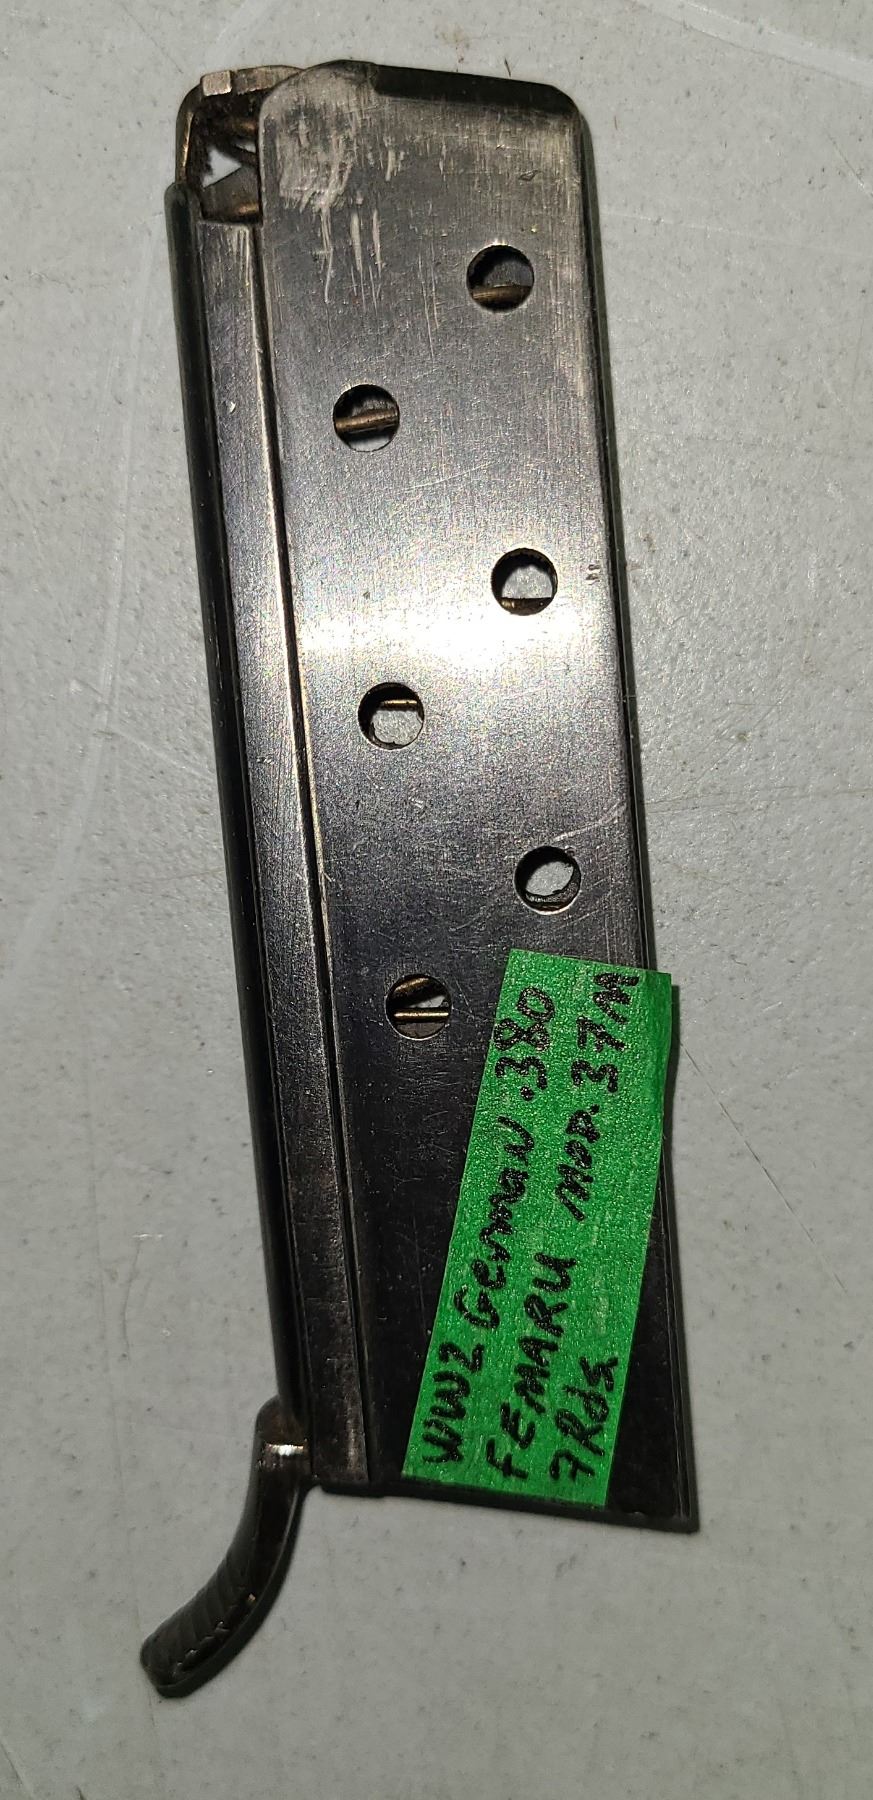 WW2 German .380
FEMARU MOD. 37M
7Rds